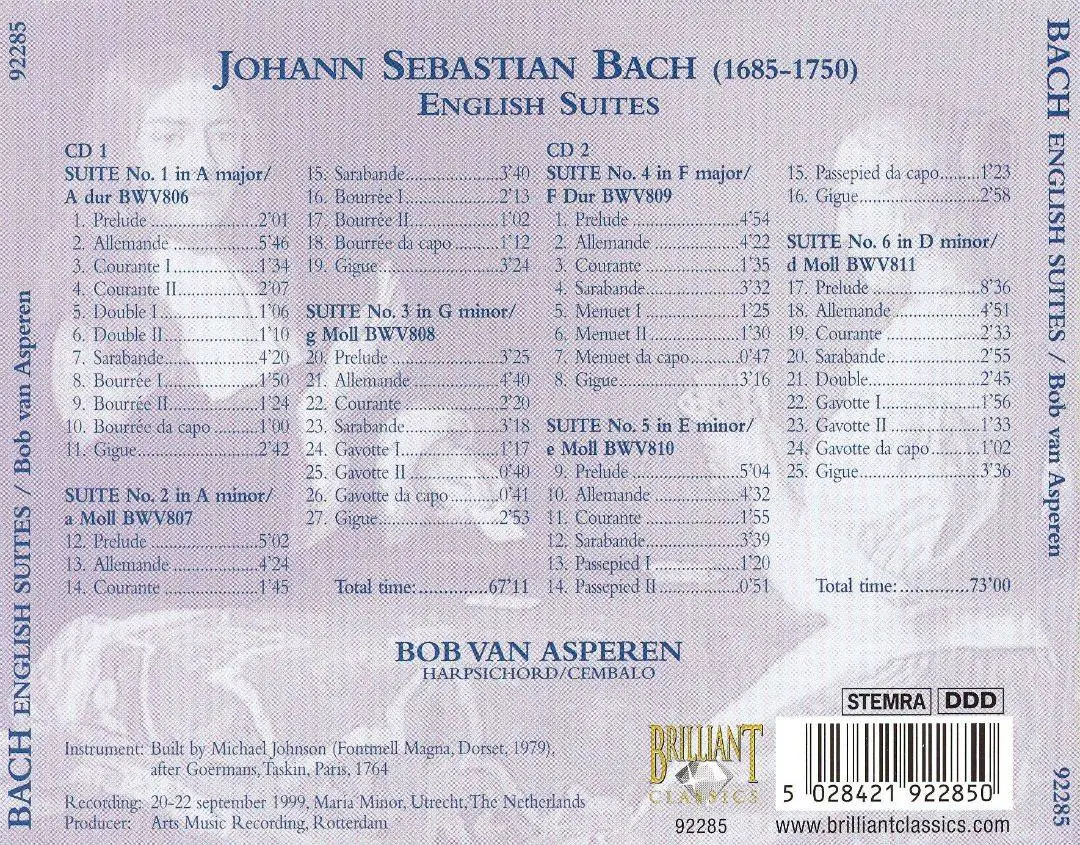 92285
BACH ENGLISH SUITES / Bob van Asperen
JOHANN SEBASTIAN BACH (1685-1750)
ENGLISH SUITES
CD 1
SUITE No. 1 in A major/
A dur BWV806
1. Prelude 2'01
2. Allemande 5'46
3. Courante I 1'34
4. Courante II 2'07
5. Double I 1'06
6. Double II 1'10
7. Sarabande 4'20
8. Bourrée I 1'50
9. Bourrée II 1'24
10. Bourrée da capo 1'00
11. Gigue 2'42
SUITE No. 2 in A minor/
a Moll BWV807
12. Prelude 5'02
13. Allemande 4'24
14. Courante 1'45
15. Sarabande 3'40
16. Bourrée I 2'13
17. Bourrée II 1'02
18. Bourrée da capo 1'12
19. Gigue 3'24
SUITE No. 3 in G minor/
g Moll BWV808
20. Prelude 3'25
21. Allemande 4'40
22. Courante 2'20
23. Sarabande 3'18
24. Gavotte I 1'17
25. Gavotte II 0'40
26. Gavotte da capo 0'41
27. Gigue 2'53
Total time: 67'11
CD 2
SUITE No. 4 in F major/
F Dur BWV809
1. Prelude 4'54
2. Allemande 4'22
3. Courante 1'35
4. Sarabande 3'32
5. Menuet I 1'25
6. Menuet II 1'30
7. Menuet da capo 0'47
8. Gigue 3'16
SUITE No. 5 in E minor/
e Moll BWV810
9. Prelude 5'04
10. Allemande 4'32
11. Courante 1'55
12. Sarabande 3'39
13. Passepied I 1'20
14. Passepied II 0'51
15. Passepied da capo 1'23
16. Gigue 2'58
SUITE No. 6 in D minor/
d Moll BWV811
17. Prelude 8'36
18. Allemande 4'51
19. Courante 2'33
20. Sarabande 2'55
21. Double 2'45
22. Gavotte I 1'56
23. Gavotte II 1'33
24. Gavotte da capo 1'02
25. Gigue 3'36
Total time: 73'00
BOB VAN ASPEREN
HARPSICHORD/CEMBALO
Instrument: Built by Michael Johnson (Fontmell Magna, Dorset, 1979),
after Goermans, Taskin, Paris, 1764
Recording: 20-22 september 1999, Maria Minor, Utrecht, The Netherlands
Producer: Arts Music Recording, Rotterdam
BRILLIANT
CLASSICS
92285
STEMRA DDD
5 028421 922850
www.brilliantclassics.com
BACH ENGLISH SUITES / Bob van Asperen
92285